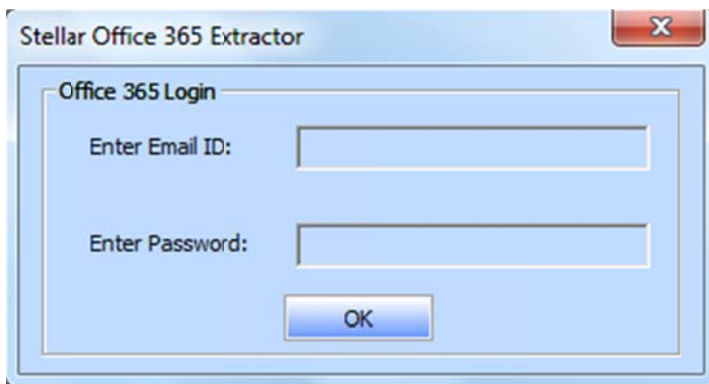 Stellar Office 365 Extractor
Office 365 Login
Enter Email ID:
Enter Password:
OK